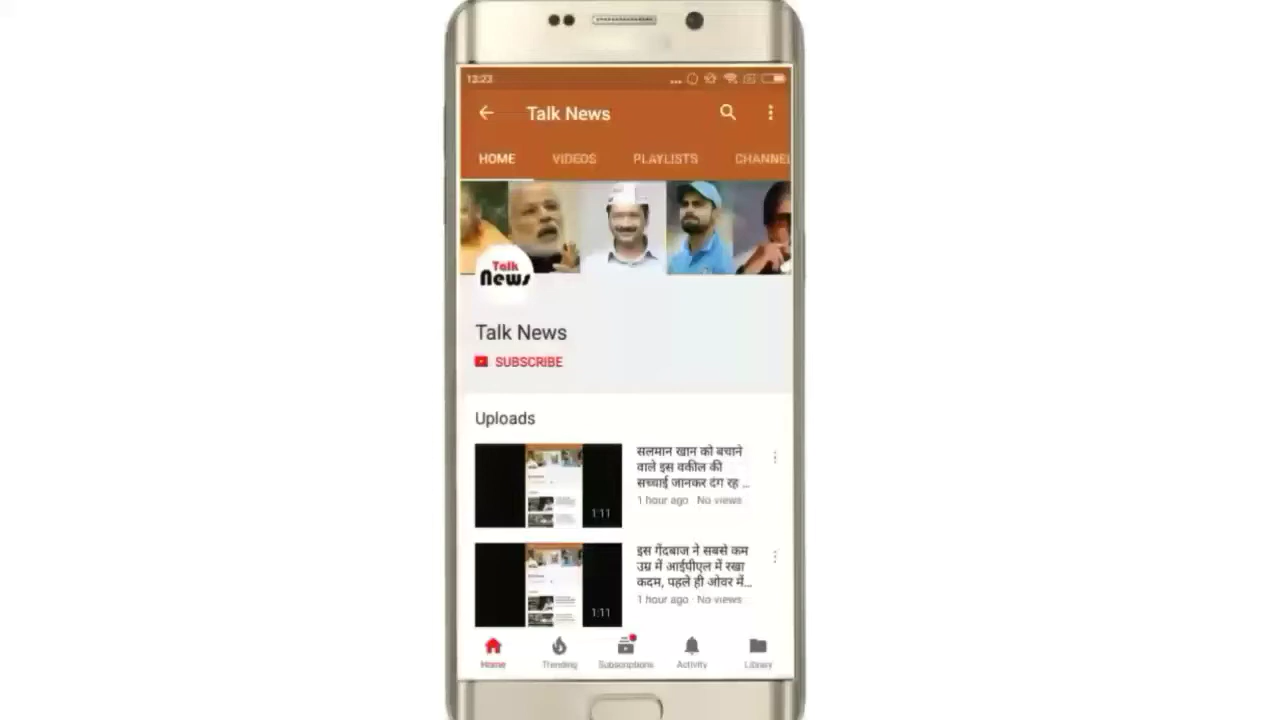 12:23
Talk News
HOME VIDEOS PLAYLISTS CHANNEL
Talk
News
Talk News
SUBSCRIBE
Uploads
सलमान खान को बचाने
वाले इस वकील की
सच्चाई जानकर दंग रह ...
1 hour ago · No views
1:11
इस गेंदबाज ने सबसे कम
उम्र में आईपीएल में रखा
कदम, पहले ही ओवर में...
1 hour ago · No views
1:11
Home Trending Subscriptions Activity Library